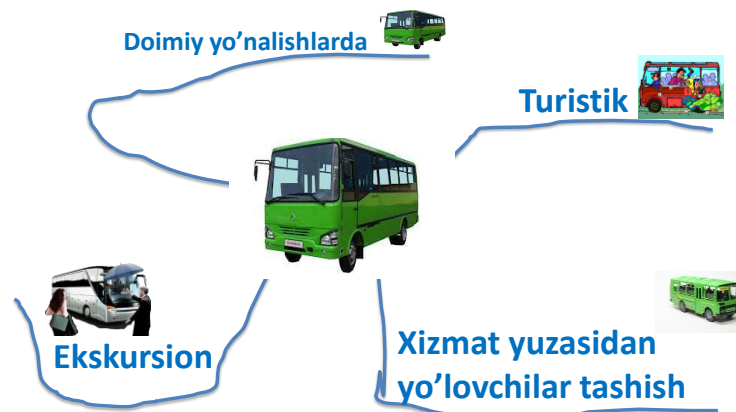 Doimiy yo’nalishlarda
Turistik
Ekskursion
Xizmat yuzasidan
yo’lovchilar tashish